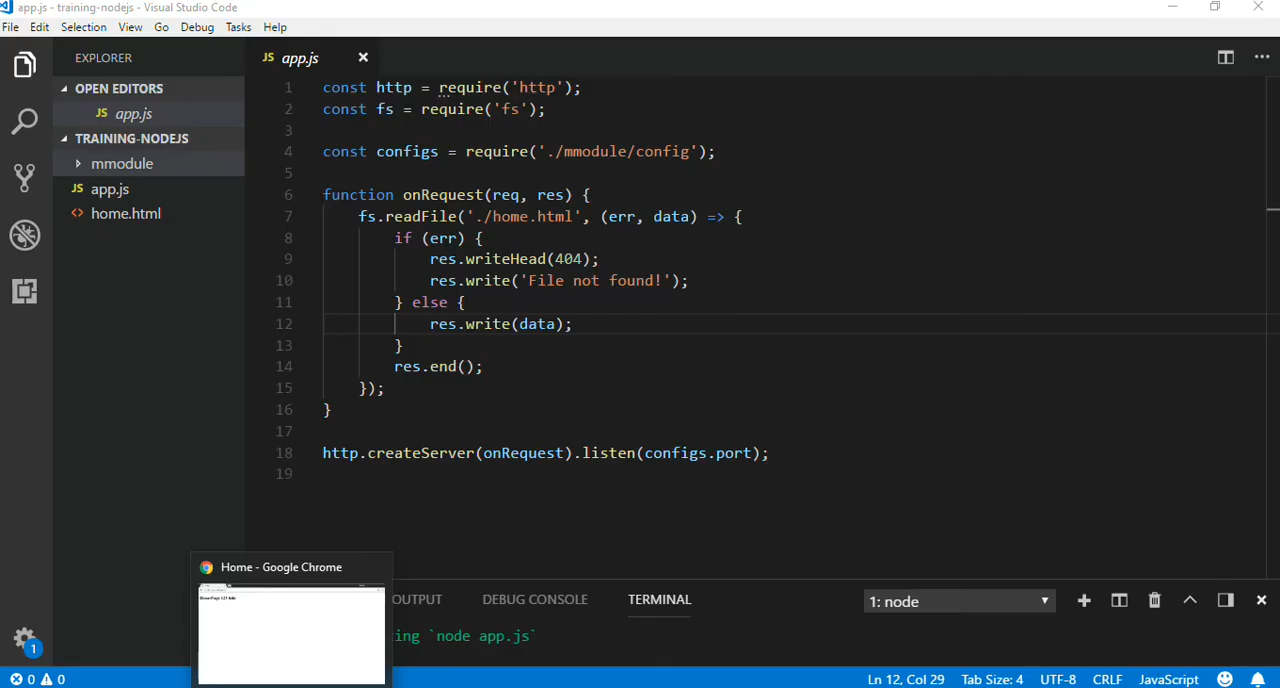 app.js - training-nodejs - Visual Studio Code
File Edit Selection View Go Debug Tasks Help
EXPLORER
OPEN EDITORS
JS app.js
TRAINING-NODEJS
mmodule
JS app.js
<> home.html
1
JS app.js
1 const http = require('http');
2 const fs = require('fs');
3
4 const configs = require('./mmodule/config');
5
6 function onRequest(req, res) {
7 fs.readFile('./home.html', (err, data) => {
8 if (err) {
9 res.writeHead(404);
10 res.write('File not found!');
11 } else {
12 res.write(data);
13 }
14 res.end();
15 });
16 }
17
18 http.createServer(onRequest).listen(configs.port);
19
Home - Google Chrome
OUTPUT DEBUG CONSOLE TERMINAL 1: node
ting `node app.js`
0 0 Ln 12, Col 29 Tab Size: 4 UTF-8 CRLF JavaScript